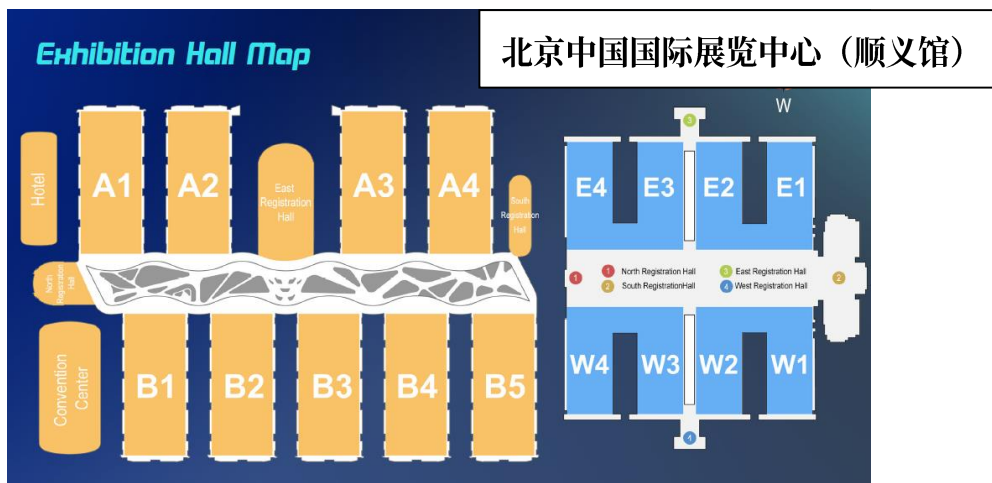 Exhibition Hall Map
北京中国国际展览中心（顺义馆）
W
Hotel
A1
A2
East
Registration
Hall
A3
A4
South
Registration
Hall
North
Registration
Hall
Convention
Center
B1
B2
B3
B4
B5
3
E4
E3
E2
E1
1
1 North Registration Hall
3 East Registration Hall
2 South RegistrationHall
4 West Registration Hall
2
W4
W3
W2
W1
4